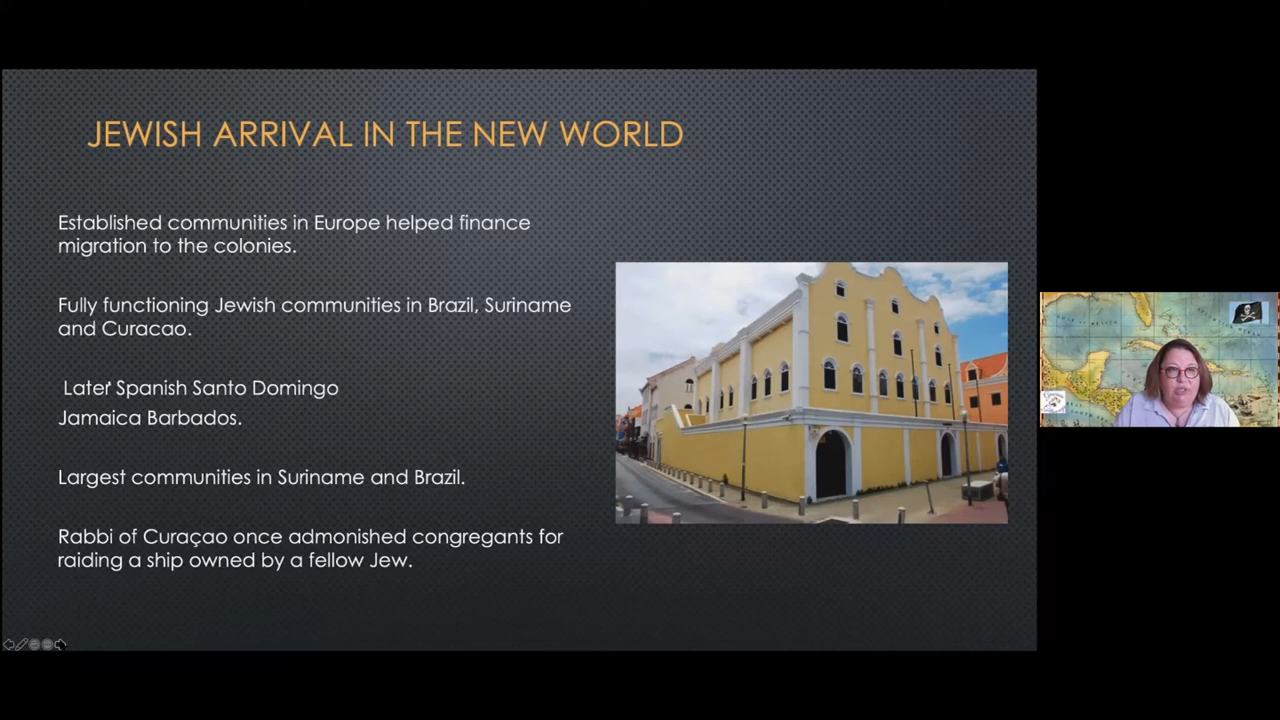 JEWISH ARRIVAL IN THE NEW WORLD
Established communities in Europe helped finance
migration to the colonies.
Fully functioning Jewish communities in Brazil, Suriname
and Curacao.
Later Spanish Santo Domingo
Jamaica Barbados.
Largest communities in Suriname and Brazil.
Rabbi of Curaçao once admonished congregants for
raiding a ship owned by a fellow Jew.